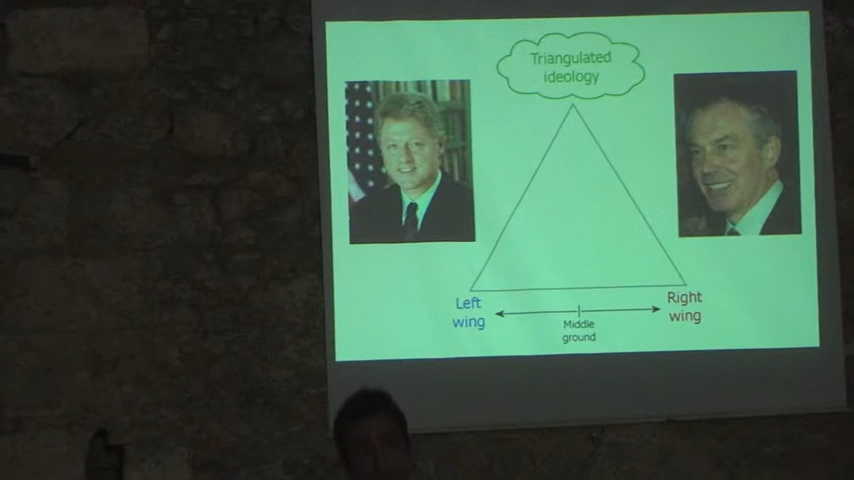 Triangulated
ideology
Left
wing
Middle
ground
Right
wing